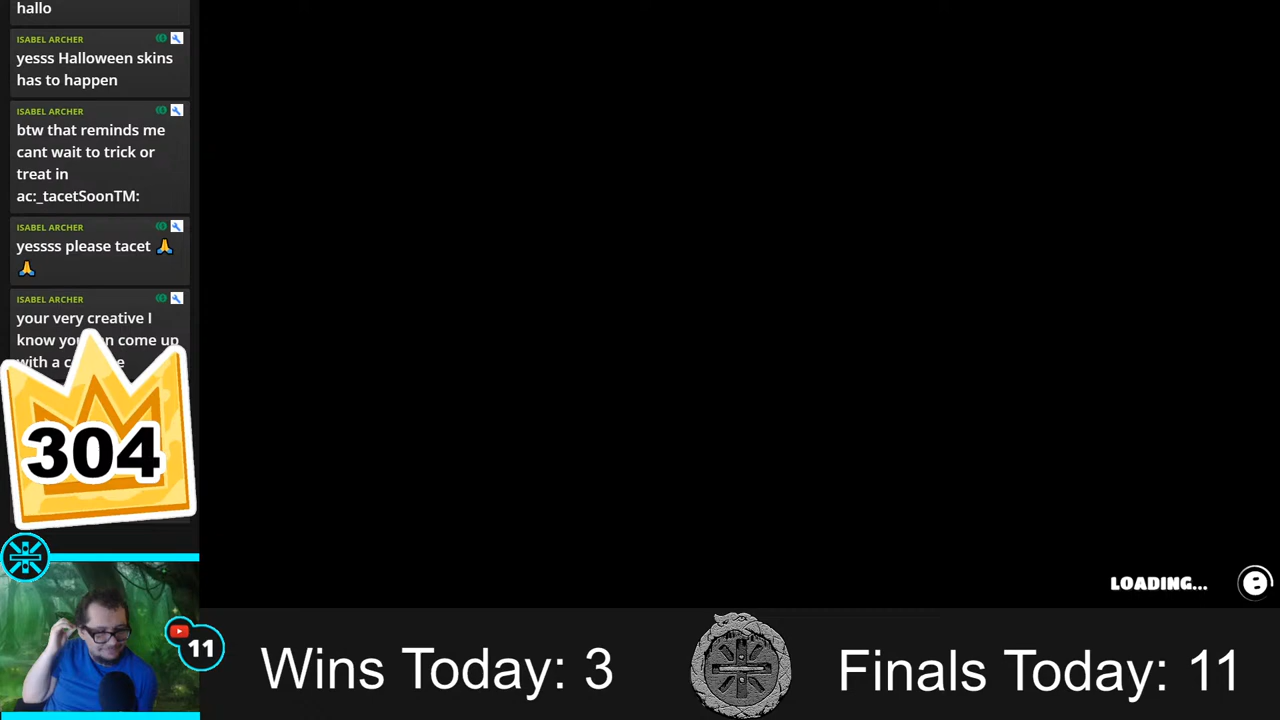 hallo
ISABEL ARCHER
yesss Halloween skins
has to happen
ISABEL ARCHER
btw that reminds me
cant wait to trick or
treat in
ac:_tacetSoonTM:
ISABEL ARCHER
yessss please tacet 🙏
🙏
ISABEL ARCHER
your very creative I
know come up
with a
304
LOADING...
11
Wins Today: 3
Finals Today: 11